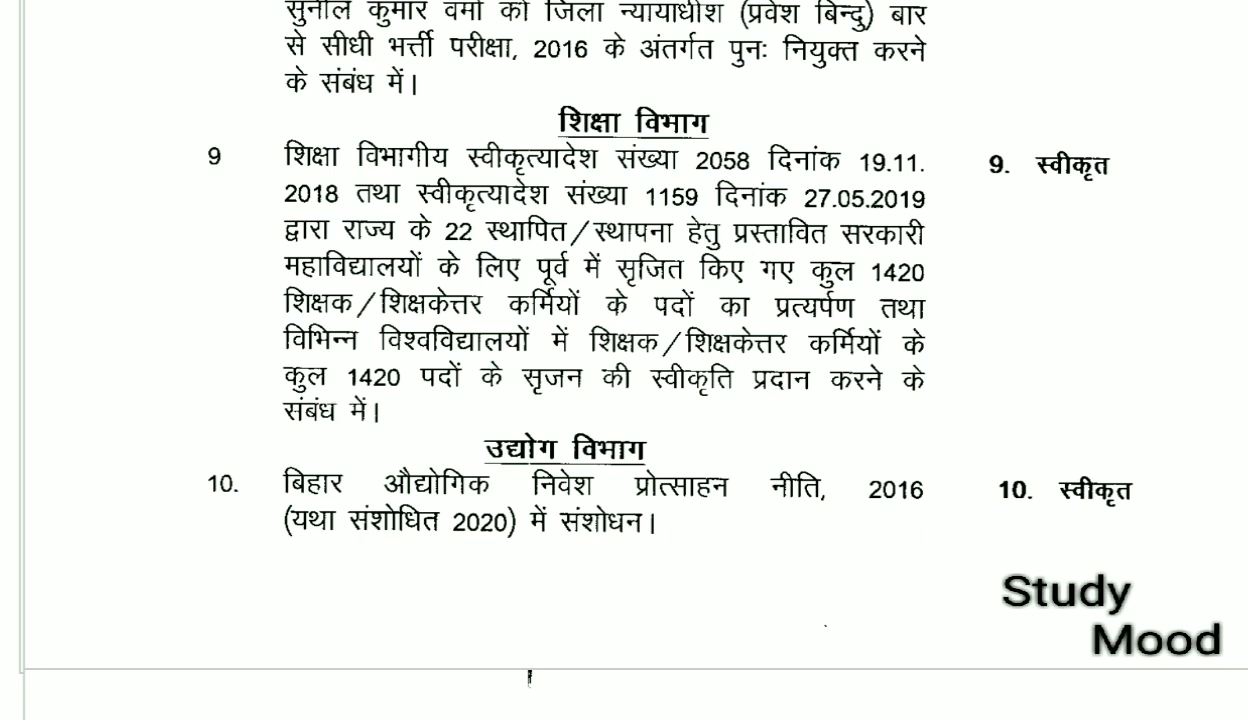 सुनील कुमार वर्मा को जिला न्यायाधीश (प्रवेश बिन्दु) बार
से सीधी भर्त्ती परीक्षा, 2016 के अंतर्गत पुनः नियुक्त करने
के संबंध में।
शिक्षा विभाग
9 शिक्षा विभागीय स्वीकृत्यादेश संख्या 2058 दिनांक 19.11. 9. स्वीकृत
2018 तथा स्वीकृत्यादेश संख्या 1159 दिनांक 27.05.2019
द्वारा राज्य के 22 स्थापित/स्थापना हेतु प्रस्तावित सरकारी
महाविद्यालयों के लिए पूर्व में सृजित किए गए कुल 1420
शिक्षक/शिक्षकेत्तर कर्मियों के पदों का प्रत्यर्पण तथा
विभिन्न विश्वविद्यालयों में शिक्षक/शिक्षकेत्तर कर्मियों के
कुल 1420 पदों के सृजन की स्वीकृति प्रदान करने के
संबंध में।
उद्योग विभाग
10. बिहार औद्योगिक निवेश प्रोत्साहन नीति, 2016 10. स्वीकृत
(यथा संशोधित 2020) में संशोधन।
Study
Mood